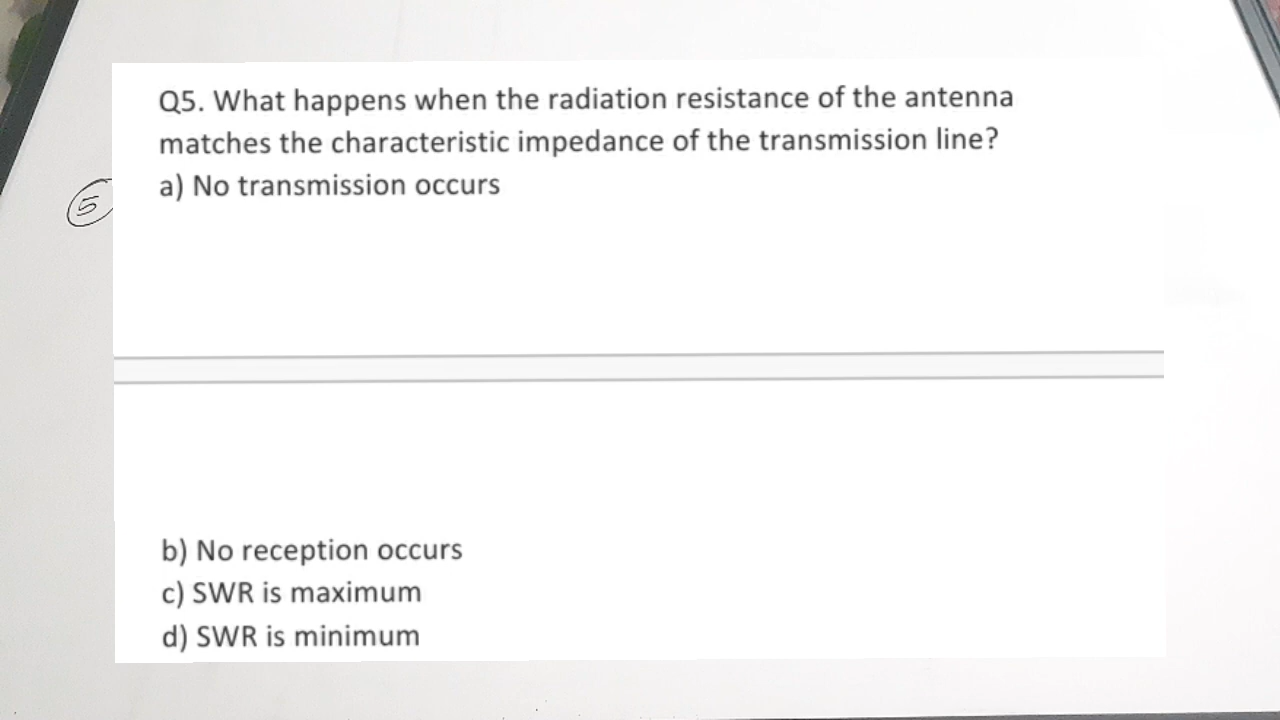 Q5. What happens when the radiation resistance of the antenna
matches the characteristic impedance of the transmission line?
a) No transmission occurs
5
b) No reception occurs
c) SWR is maximum
d) SWR is minimum